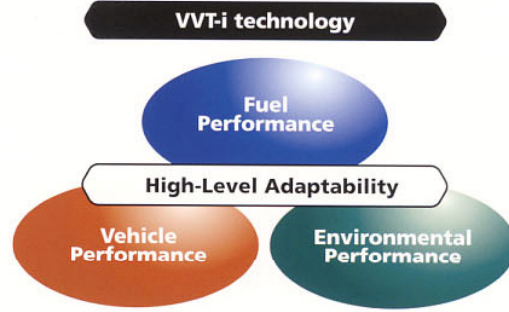 VVT-i technology
Fuel
Performance
High-Level Adaptability
Vehicle
Performance
Environmental
Performance